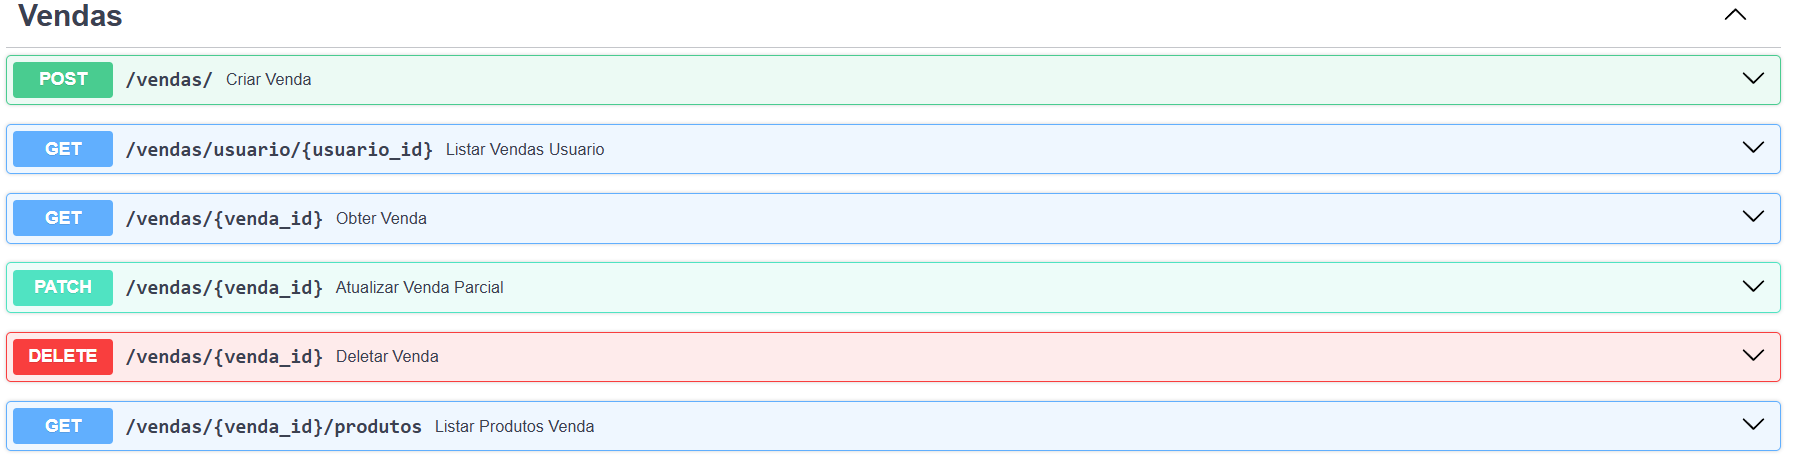 Vendas
POST /vendas/ Criar Venda
GET /vendas/usuario/{usuario_id} Listar Vendas Usuario
GET /vendas/{venda_id} Obter Venda
PATCH /vendas/{venda_id} Atualizar Venda Parcial
DELETE /vendas/{venda_id} Deletar Venda
GET /vendas/{venda_id}/produtos Listar Produtos Venda